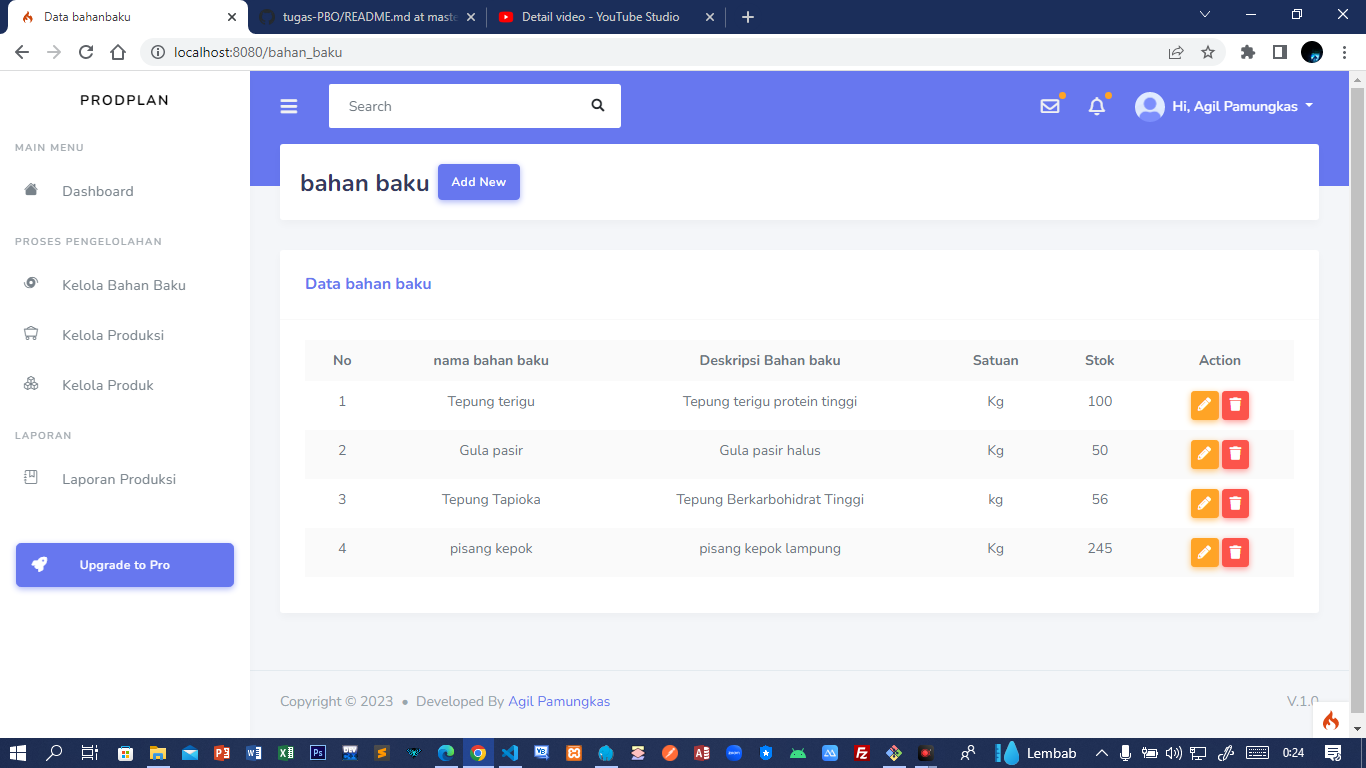 Data bahanbaku
tugas-PBO/README.md at maste
Detail video - YouTube Studio
localhost:8080/bahan_baku
PRODPLAN
MAIN MENU
Dashboard
PROSES PENGELOLAHAN
Kelola Bahan Baku
Kelola Produksi
Kelola Produk
LAPORAN
Laporan Produksi
Upgrade to Pro
Search
Hi, Agil Pamungkas
bahan baku Add New
Data bahan baku
No nama bahan baku Deskripsi Bahan baku Satuan Stok Action
1 Tepung terigu Tepung terigu protein tinggi Kg 100
2 Gula pasir Gula pasir halus Kg 50
3 Tepung Tapioka Tepung Berkarbohidrat Tinggi kg 56
4 pisang kepok pisang kepok lampung Kg 245
Copyright © 2023 • Developed By Agil Pamungkas V.1.0
Lembab 0:24